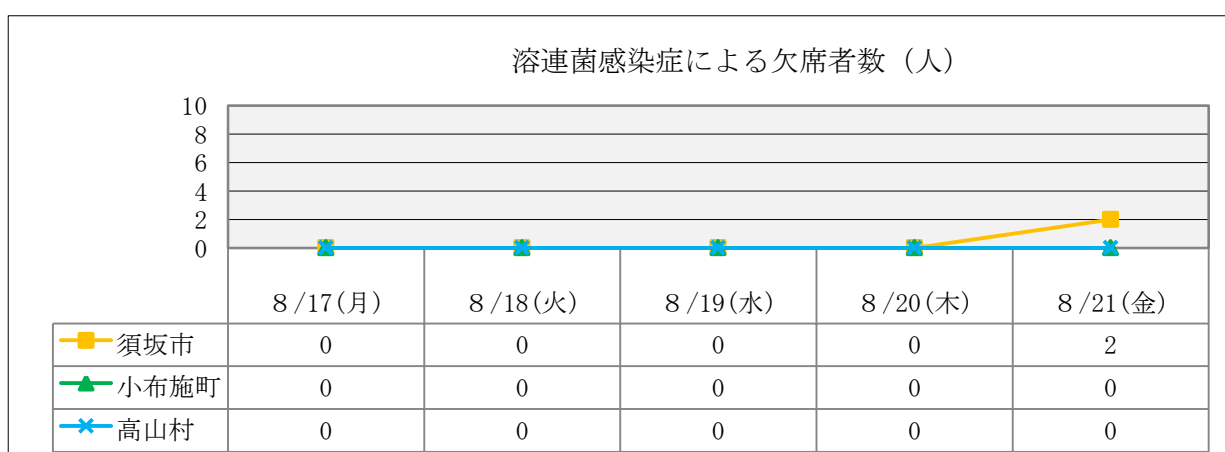 溶連菌感染症による欠席者数（人）
10
8
6
4
2
0
８/17(月) ８/18(火) ８/19(水) ８/20(木) ８/21(金)
須坂市 0 0 0 0 2
小布施町 0 0 0 0 0
高山村 0 0 0 0 0